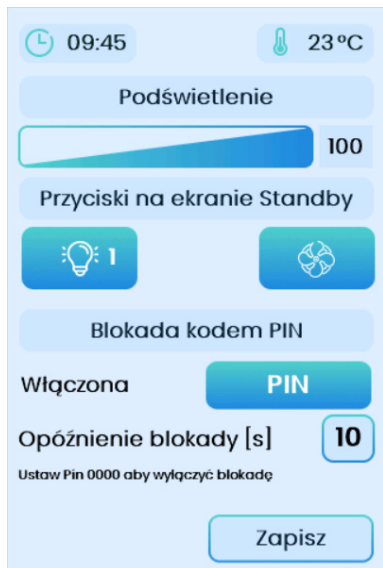 09:45 23°C
Podświetlenie
100
Przyciski na ekranie Standby
1
Blokada kodem PIN
Włączona PIN
Opóźnienie blokady [s] 10
Ustaw Pin 0000 aby wyłączyć blokadę
Zapisz